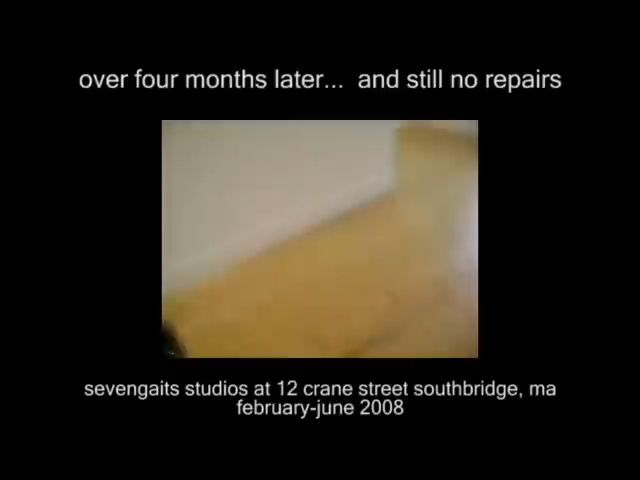 over four months later...  and still no repairs
sevengaits studios at 12 crane street southbridge, ma
february-june 2008